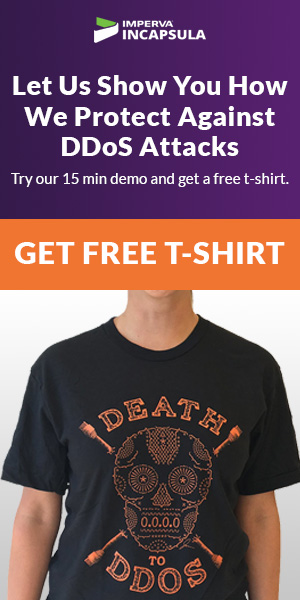 IMPERVA
INCAPSULA
Let Us Show You How
We Protect Against
DDoS Attacks
Try our 15 min demo and get a free t-shirt.
GET FREE T-SHIRT
DEATH
0.0.0.0
TO
DDOS